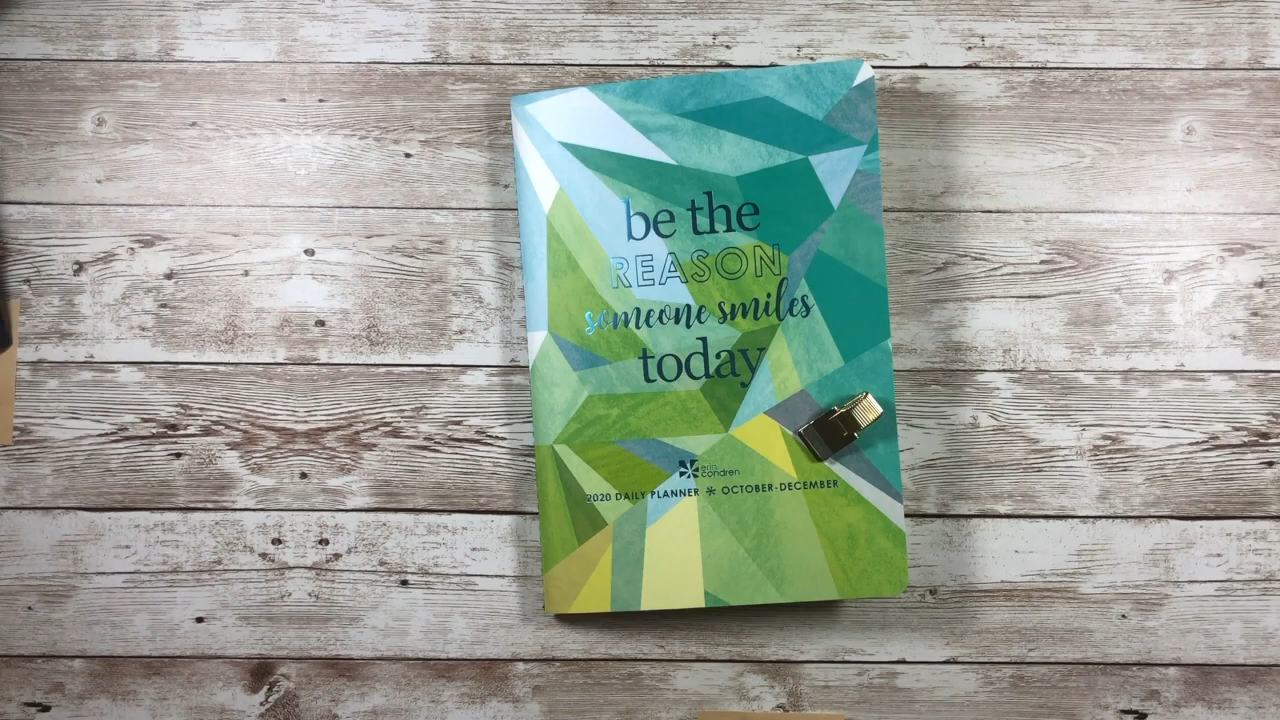 be the
REASON
someone smiles
today
erin
condren
2020 DAILY PLANNER * OCTOBER-DECEMBER